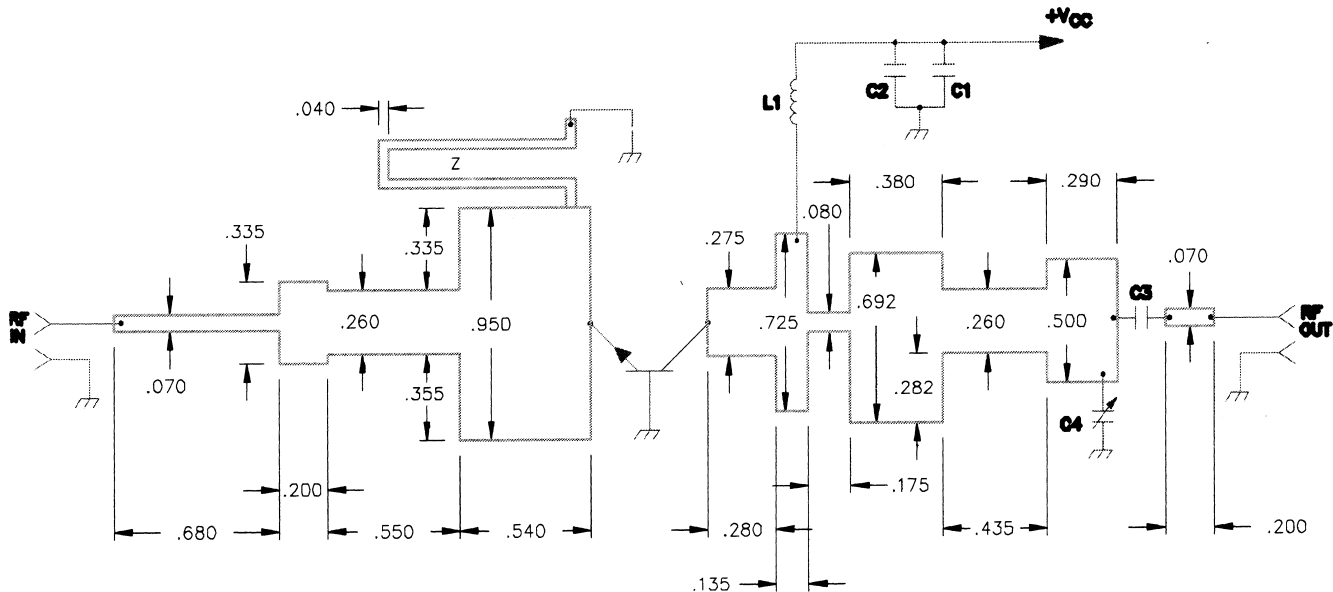 +VCC
.040
C2
C1
L1
Z
.380
.290
.080
.335
.335
.275
.070
C3
RF
IN
.260
.950
.725
.692
.260
.500
RF
OUT
.070
.355
.282
C4
.200
.175
.680
.550
.540
.280
.435
.200
.135